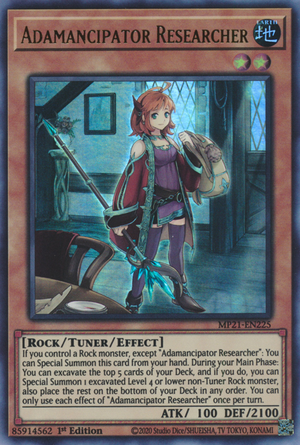 ADAMANCIPATOR RESEARCHER
EARTH
地
MP21-EN225
[ROCK/TUNER/EFFECT]
If you control a Rock monster, except "Adamancipator Researcher": You
can Special Summon this card from your hand. During your Main Phase:
You can excavate the top 5 cards of your Deck, and if you do, you can
Special Summon 1 excavated Level 4 or lower non-Tuner Rock monster,
also place the rest on the bottom of your Deck in any order. You can
only use each effect of "Adamancipator Researcher" once per turn.
ATK/ 100 DEF/2100
85914562 1st Edition ©2020 Studio Dice/SHUEISHA, TV TOKYO, KONAMI